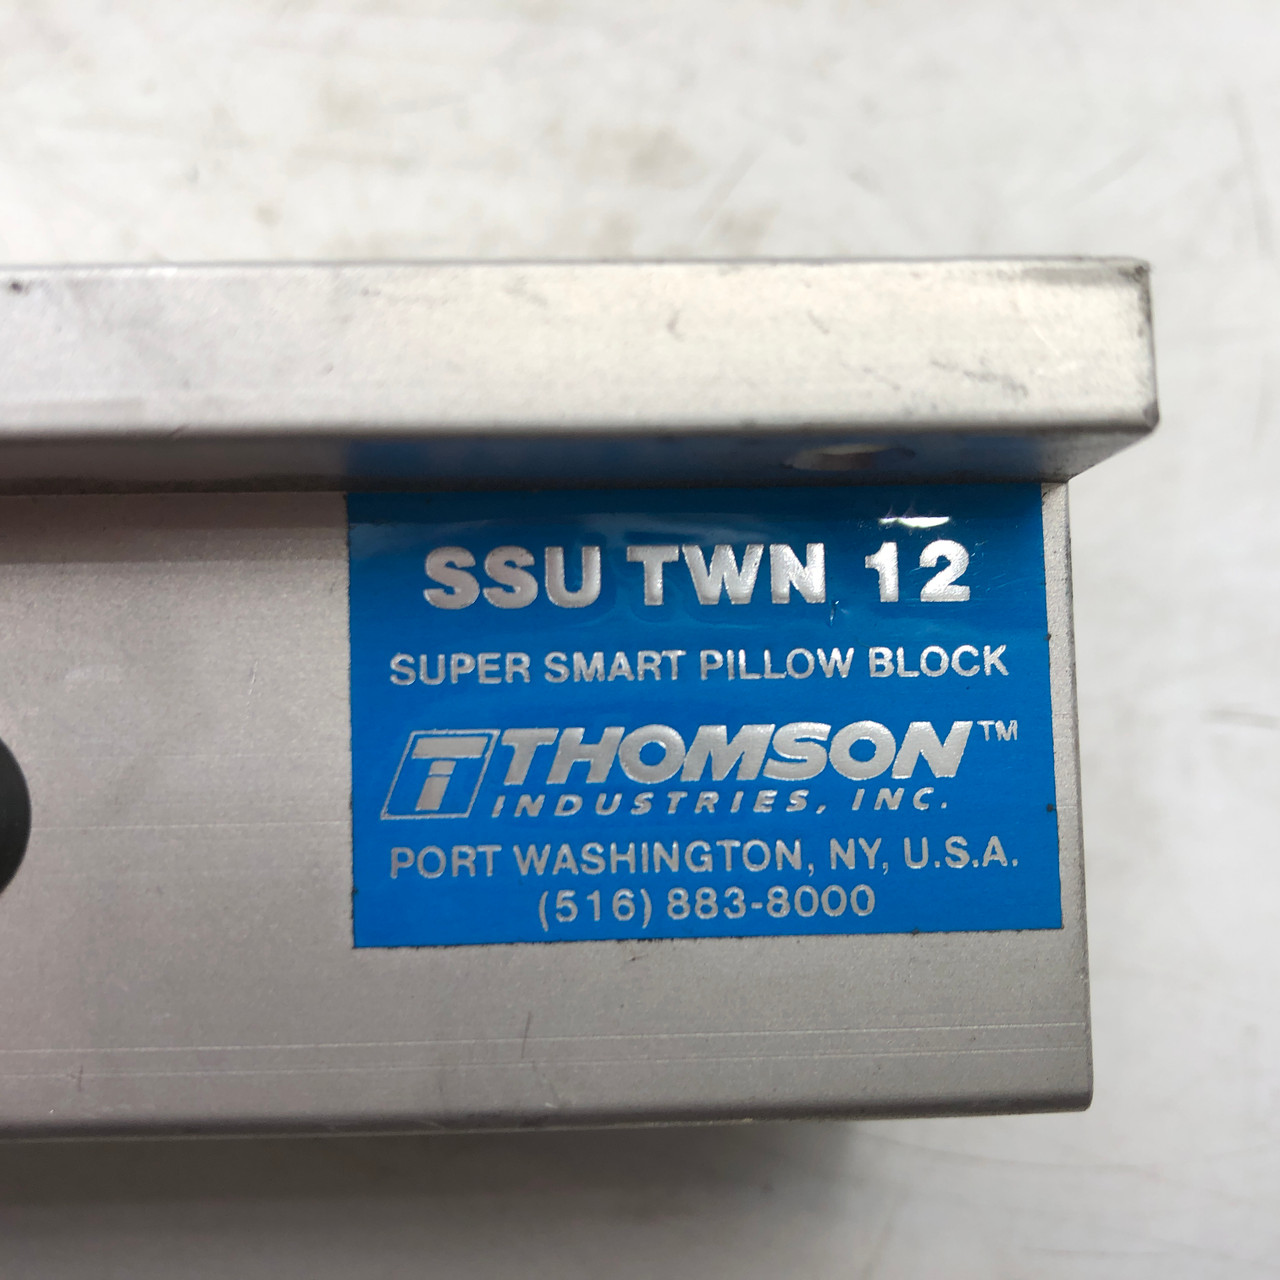 SSU TWN 12
SUPER SMART PILLOW BLOCK
THOMSON™
INDUSTRIES, INC.
PORT WASHINGTON, NY, U.S.A.
(516) 883-8000